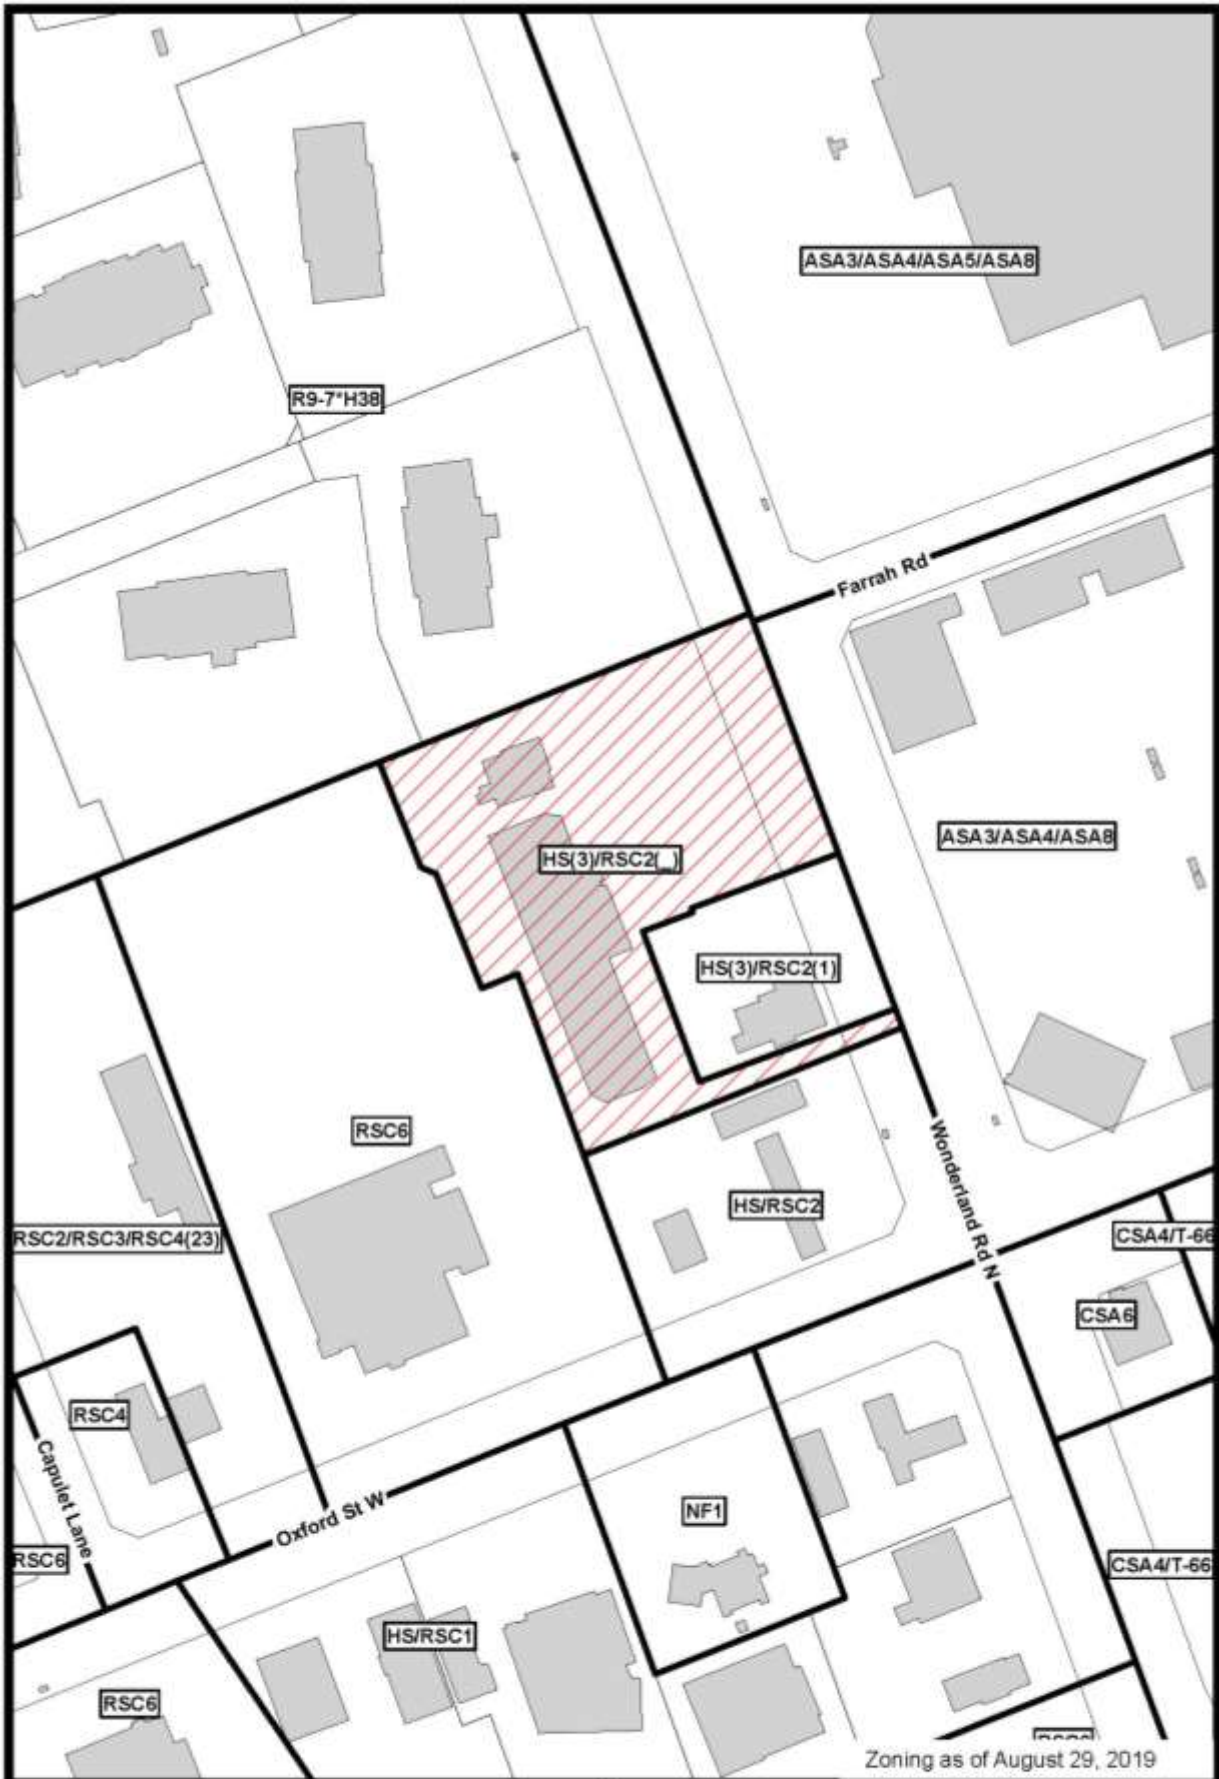 ASA3/ASA4/ASA5/ASA8
R9-7*H38
Farrah Rd
ASA3/ASA4/ASA8
HS(3)/RSC2(_)
HS(3)/RSC2(1)
RSC6
Wonderland Rd N
HS/RSC2
RSC2/RSC3/RSC4(23)
CSA4/T-66
CSA6
RSC4
Capulet Lane
Oxford St W
NF1
RSC6
CSA4/T-66
HS/RSC1
RSC6
Zoning as of August 29, 2019